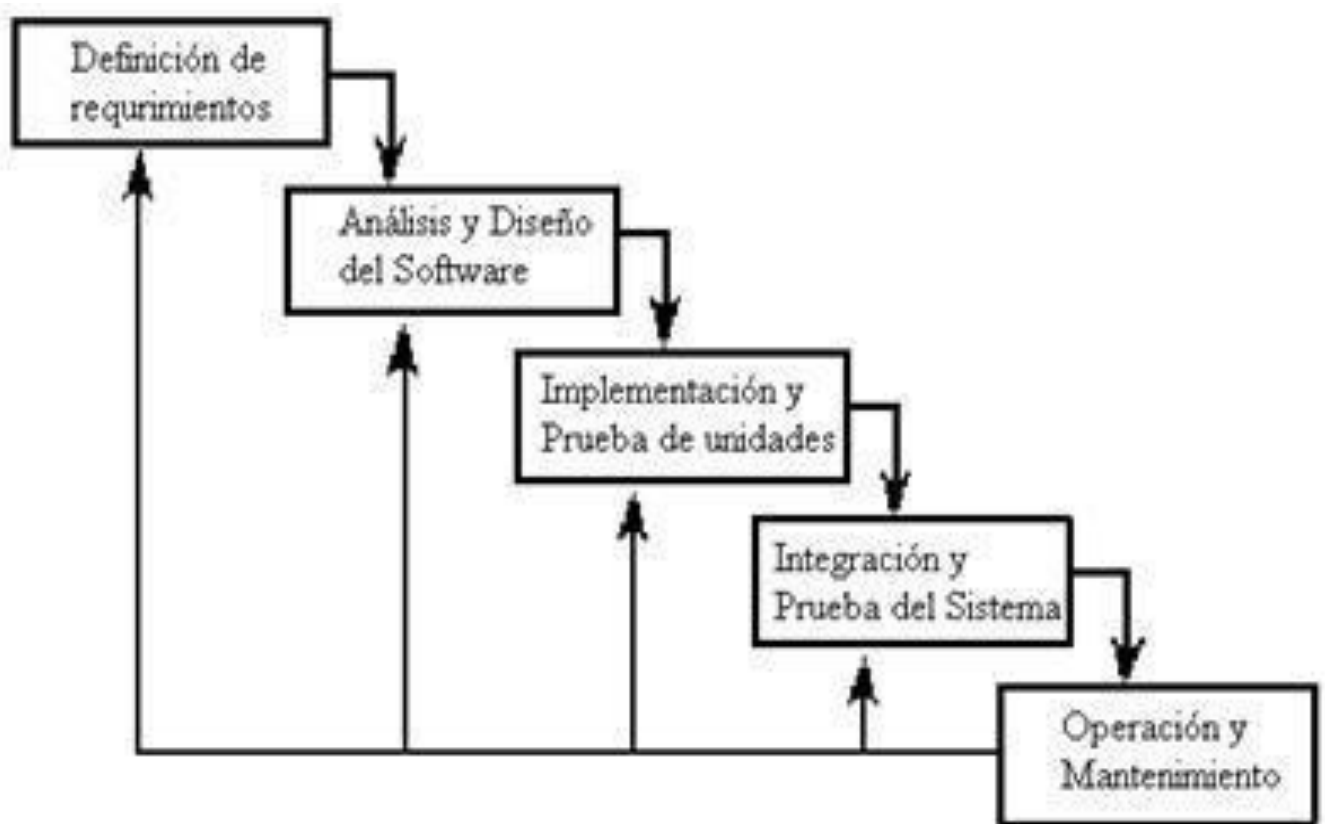 Definición de
requrimientos
Análisis y Diseño
del Software
Implementación y
Prueba de unidades
Integración y
Prueba del Sistema
Operación y
Mantenimiento